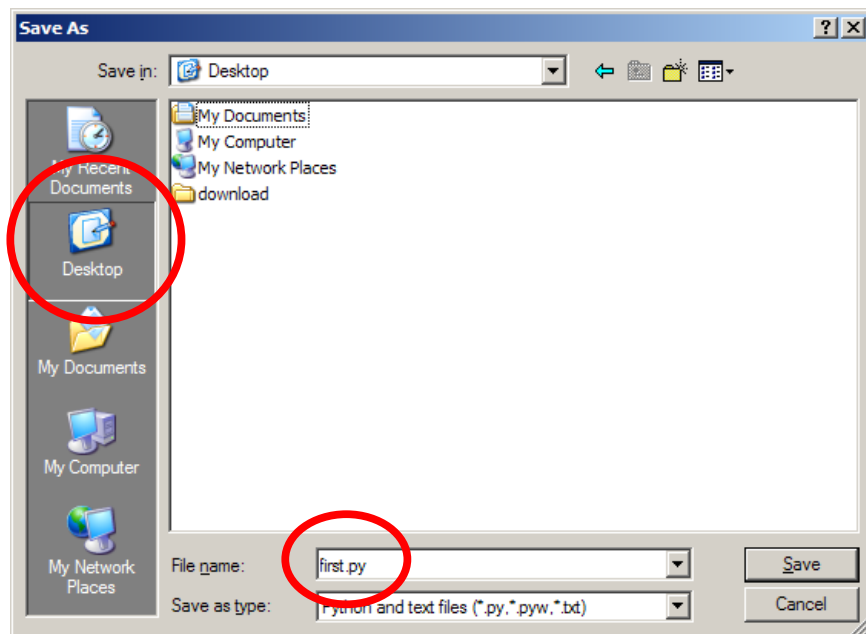 Save As
Save in:
Desktop
My Recent
Documents
Desktop
My Documents
My Computer
My Network
Places
My Documents
My Computer
My Network Places
download
File name:
first.py
Save
Save as type:
Python and text files (*.py,*.pyw,*.txt)
Cancel